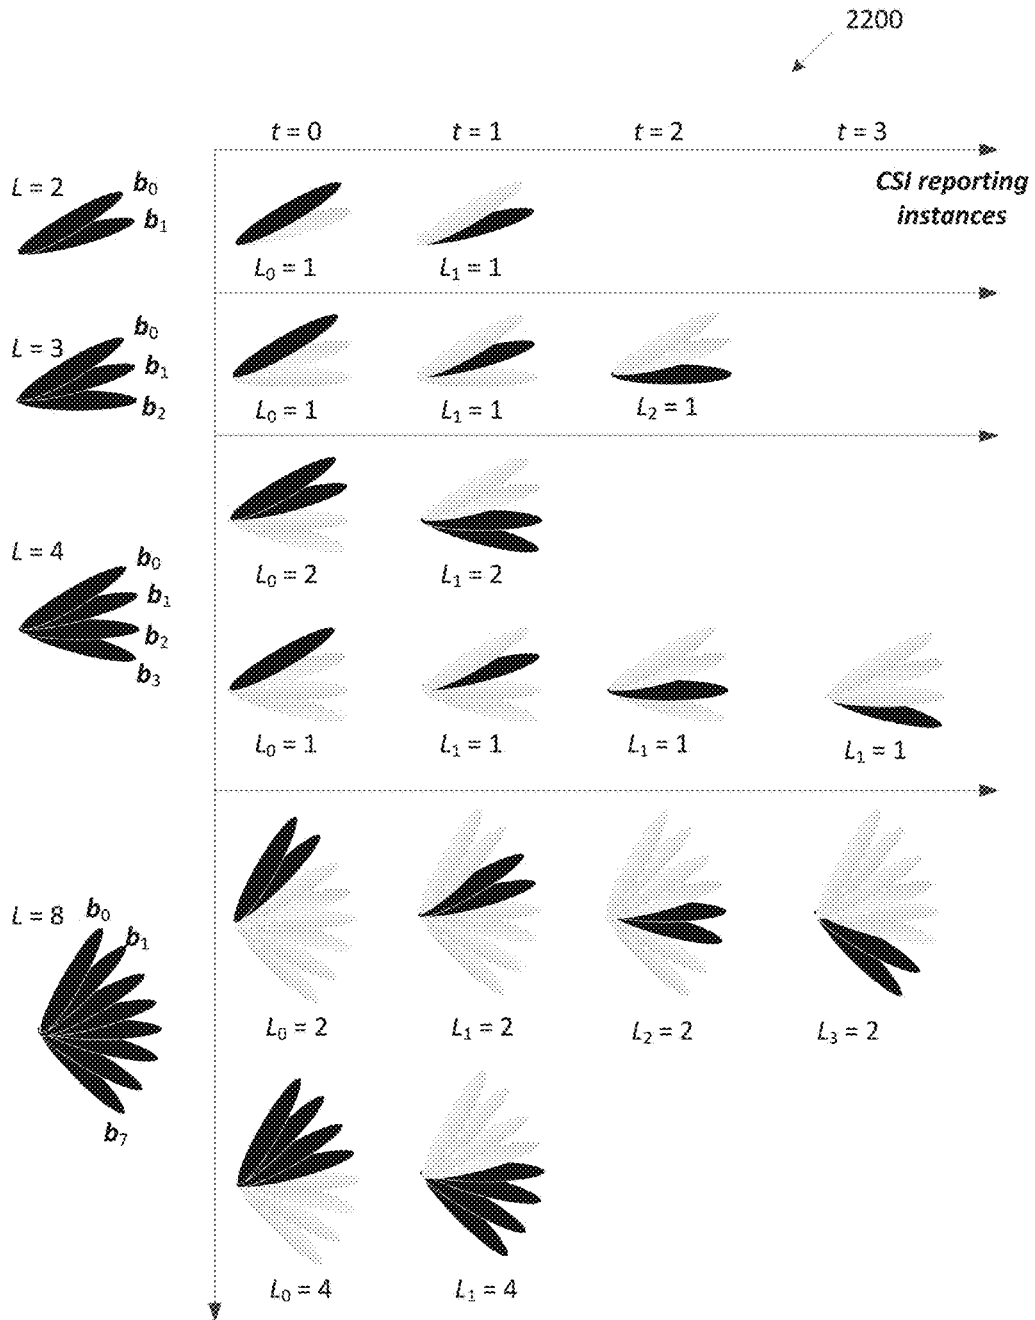 2200
t = 0 t = 1 t = 2 t = 3
CSI reporting
instances
L = 2
b₀
b₁
L₀ = 1 L₁ = 1
L = 3
b₀
b₁
b₂
L₀ = 1 L₁ = 1 L₂ = 1
L₀ = 2 L₁ = 2
L = 4
b₀
b₁
b₂
b₃
L₀ = 1 L₁ = 1 L₁ = 1 L₁ = 1
L = 8
b₀
b₁
b₇
L₀ = 2 L₁ = 2 L₂ = 2 L₃ = 2
L₀ = 4 L₁ = 4